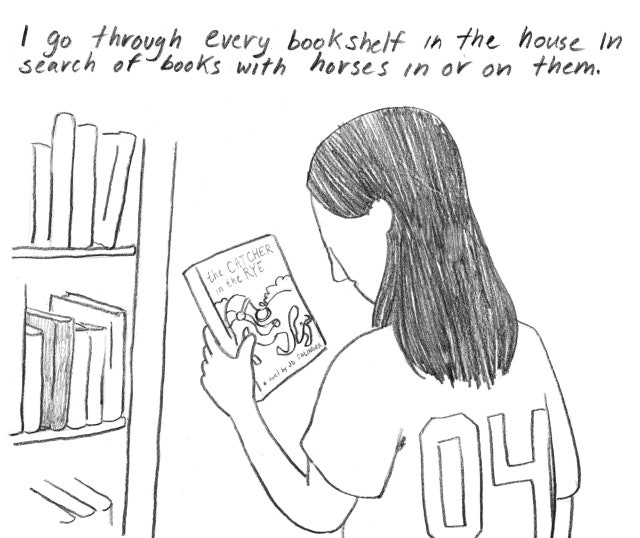 I go through every bookshelf in the house in
search of books with horses in or on them.
the CATCHER
in the RYE
a novel by JD SALINGER
04